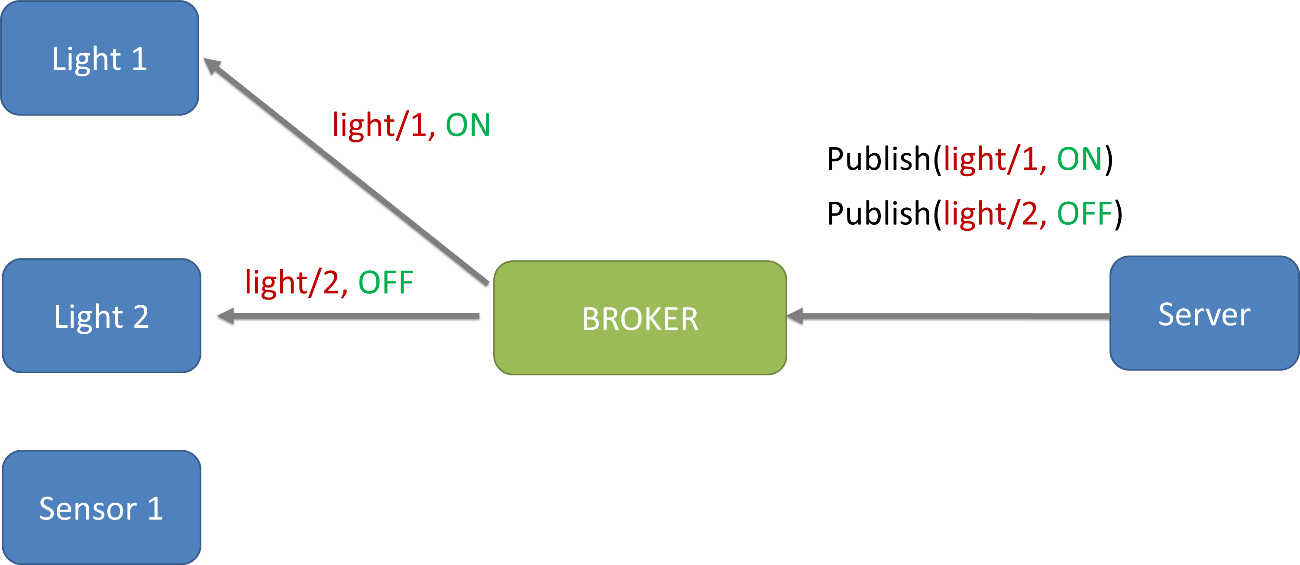 Light 1
light/1, ON
Publish(light/1, ON)
Publish(light/2, OFF)
light/2, OFF
Light 2
BROKER
Server
Sensor 1